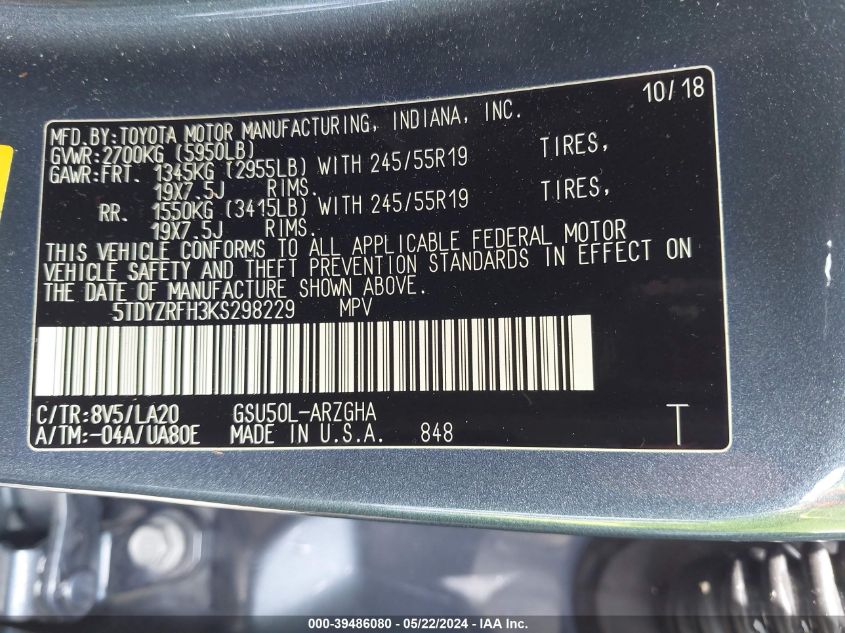 10/18
MFD.BY:TOYOTA MOTOR MANUFACTURING, INDIANA, INC.
GVWR:2700KG (5950LB)
GAWR:FRT. 1345KG (2955LB) WITH 245/55R19 TIRES,
19X7.5J RIMS.
RR. 1550KG (3415LB) WITH 245/55R19 TIRES,
19X7.5J RIMS.
THIS VEHICLE CONFORMS TO ALL APPLICABLE FEDERAL MOTOR
VEHICLE SAFETY AND THEFT PREVENTION STANDARDS IN EFFECT ON
THE DATE OF MANUFACTURE SHOWN ABOVE.
5TDYZRFH3KS298229 MPV
C/TR:8V5/LA20 GSU50L-ARZGHA
A/TM:-04A/UA80E MADE IN U.S.A. 848 T
000-39486080 / 05/22/2024 - IAA Inc.